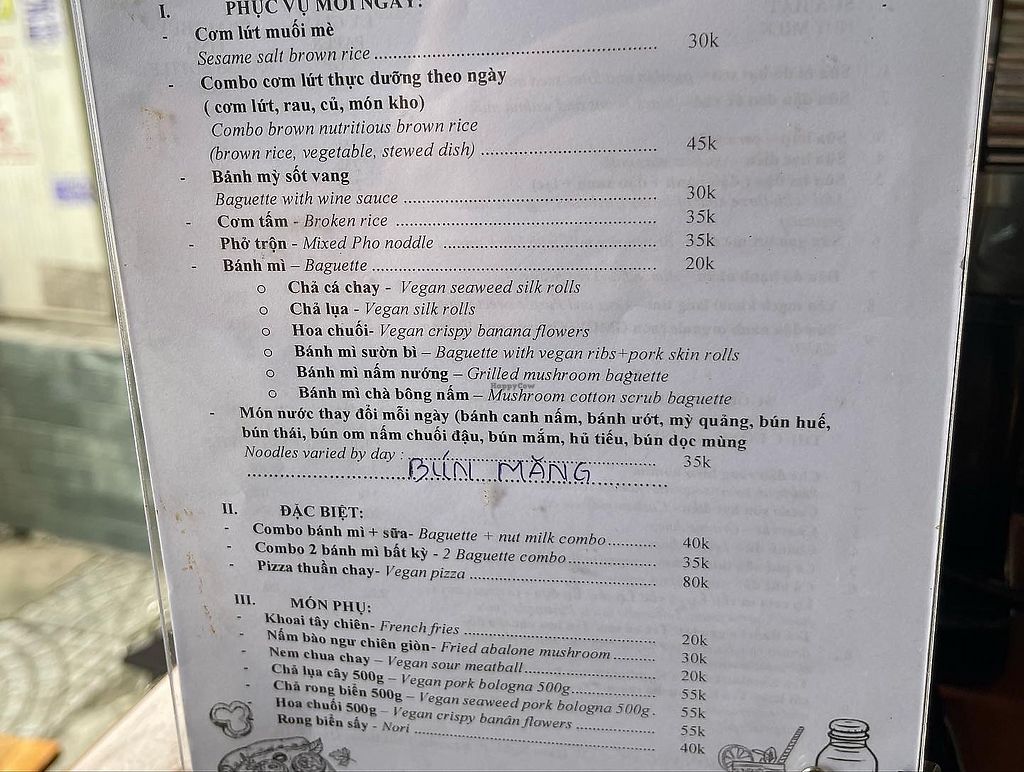 I. PHỤC VỤ MỖI NGÀY:
- Cơm lứt muối mè
Sesame salt brown rice ........ 30k
- Combo cơm lứt thực dưỡng theo ngày
( cơm lứt, rau, củ, món kho)
Combo brown nutritious brown rice
(brown rice, vegetable, stewed dish) ........ 45k
- Bánh mỳ sốt vang
Baguette with wine sauce ........ 30k
- Cơm tấm - Broken rice ........ 35k
- Phở trộn - Mixed Pho noddle ........ 35k
- Bánh mì – Baguette ........ 20k
o Chả cá chay - Vegan seaweed silk rolls
o Chả lụa - Vegan silk rolls
o Hoa chuối- Vegan crispy banana flowers
o Bánh mì sườn bì – Baguette with vegan ribs+pork skin rolls
o Bánh mì nấm nướng – Grilled mushroom baguette
HappyCow
o Bánh mì chà bông nấm – Mushroom cotton scrub baguette
- Món nước thay đổi mỗi ngày (bánh canh nấm, bánh ướt, mỳ quảng, bún huế,
bún thái, bún om nấm chuối đậu, bún mắm, hủ tiếu, bún dọc mùng
Noodles varied by day : ........ 35k
BÚN MĂNG
II. ĐẶC BIỆT:
- Combo bánh mì + sữa- Baguette + nut milk combo ........ 40k
- Combo 2 bánh mì bất kỳ - 2 Baguette combo ........ 35k
- Pizza thuần chay- Vegan pizza ........ 80k
III. MÓN PHỤ:
- Khoai tây chiên- French fries ........ 20k
- Nấm bào ngư chiên giòn- Fried abalone mushroom ........ 30k
- Nem chua chay – Vegan sour meatball ........ 20k
- Chả lụa cây 500g – Vegan pork bologna 500g ........ 55k
- Chả rong biển 500g – Vegan seaweed pork bologna 500g . 55k
- Hoa chuối 500g – Vegan crispy banán flowers ........ 55k
Rong biển sấy - Nori ........ 40k